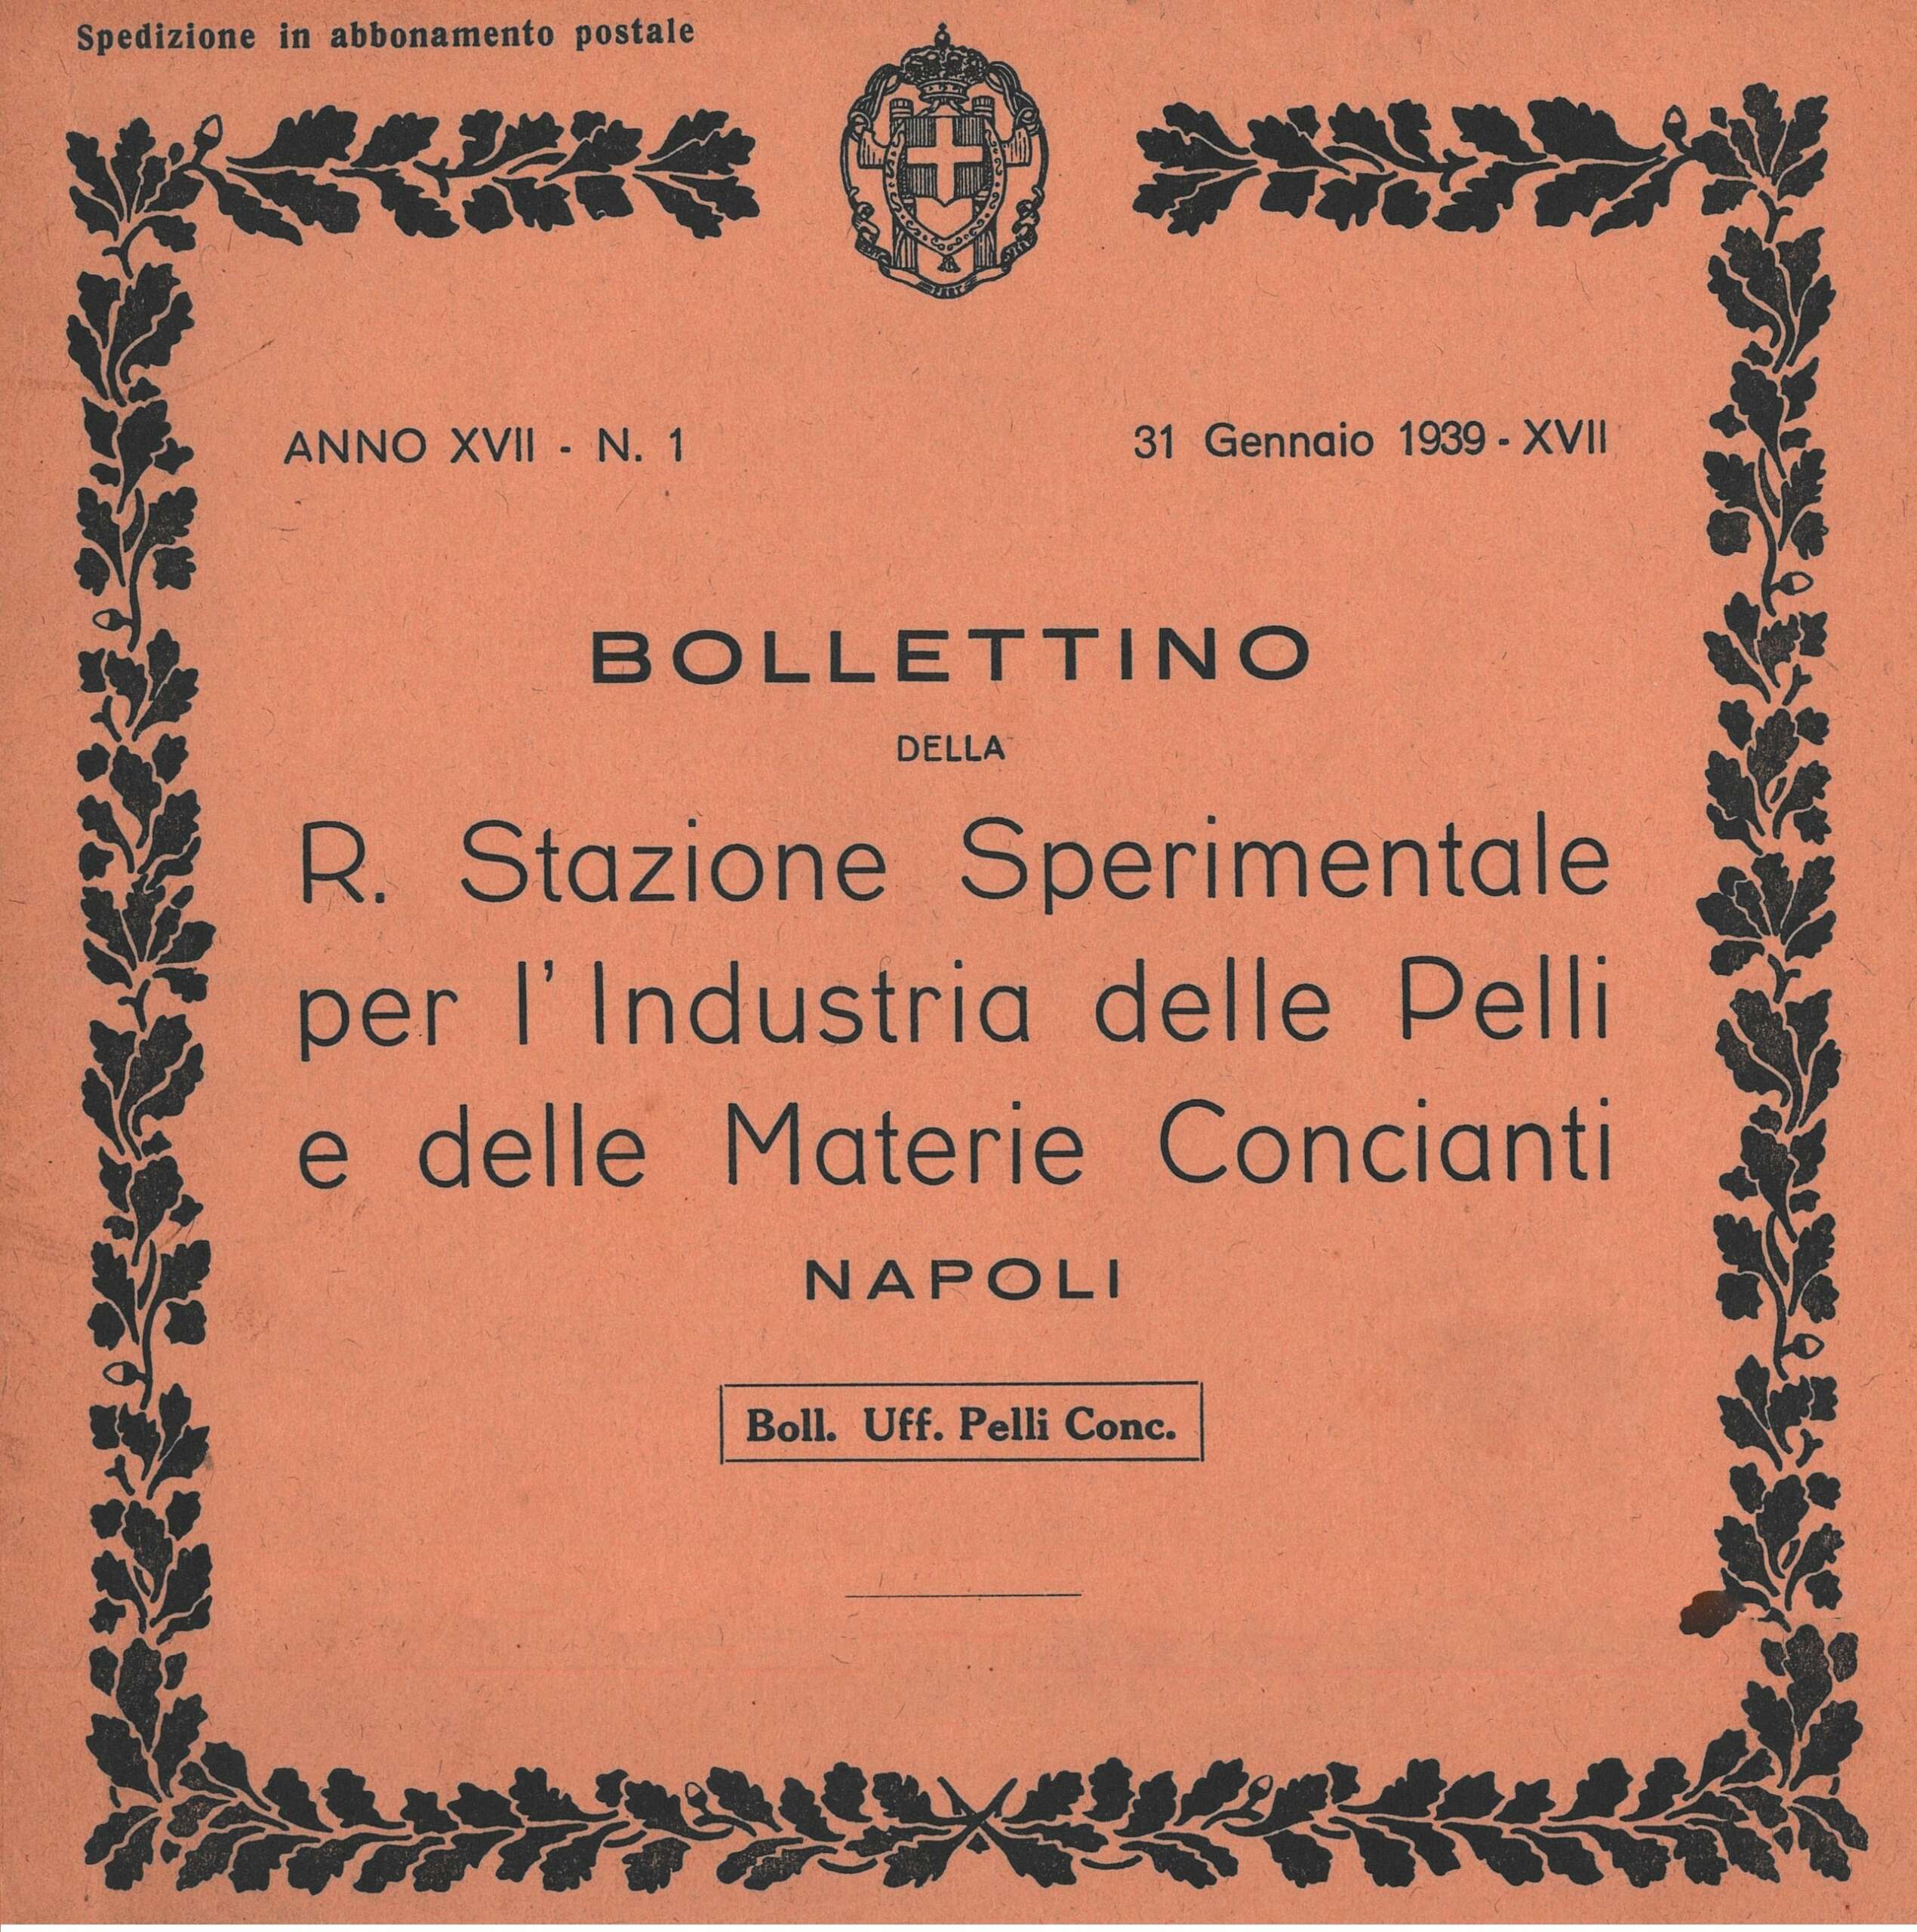 Spedizione in abbonamento postale
FERT
ANNO XVII - N. 1
31 Gennaio 1939 - XVII
BOLLETTINO
DELLA
R. Stazione Sperimentale
per l' Industria delle Pelli
e delle Materie Concianti
NAPOLI
Boll. Uff. Pelli Conc.